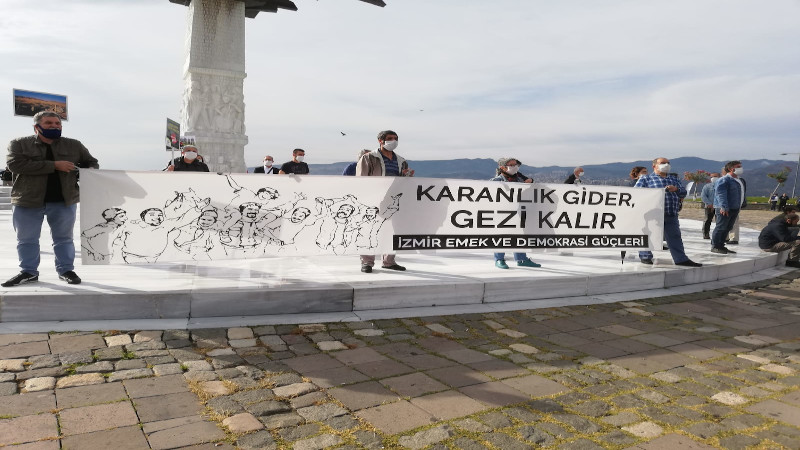 KARANLIK GİDER,
GEZİ KALIR
İZMİR EMEK VE DEMOKRASİ GÜÇLERİ